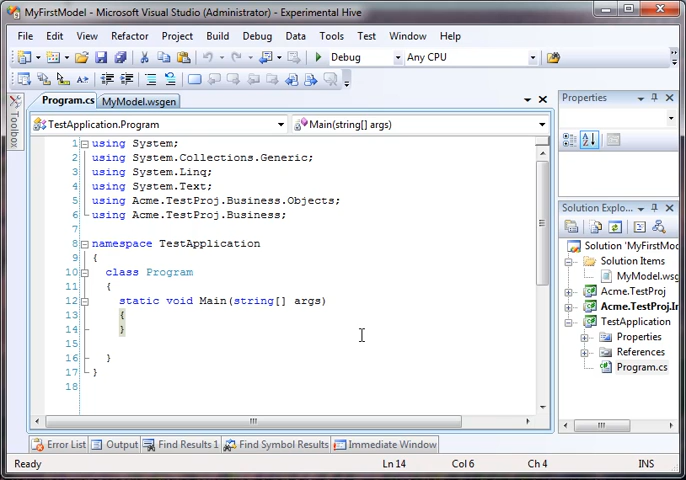 MyFirstModel - Microsoft Visual Studio (Administrator) - Experimental Hive
File Edit View Refactor Project Build Debug Data Tools Test Window Help
Debug Any CPU
Program.cs MyModel.wsgen
TestApplication.Program Main(string[] args)
Toolbox
1 using System;
2 using System.Collections.Generic;
3 using System.Linq;
4 using System.Text;
5 using Acme.TestProj.Business.Objects;
6 using Acme.TestProj.Business;
7
8 namespace TestApplication
9 {
10 class Program
11 {
12 static void Main(string[] args)
13 {
14 }
15
16 }
17 }
18
Properties
Solution Explo...
Solution 'MyFirstMod
Solution Items
MyModel.wsg
Acme.TestProj
Acme.TestProj.I
TestApplication
Properties
References
Program.cs
Error List Output Find Results 1 Find Symbol Results Immediate Window
Ready Ln 14 Col 6 Ch 4 INS